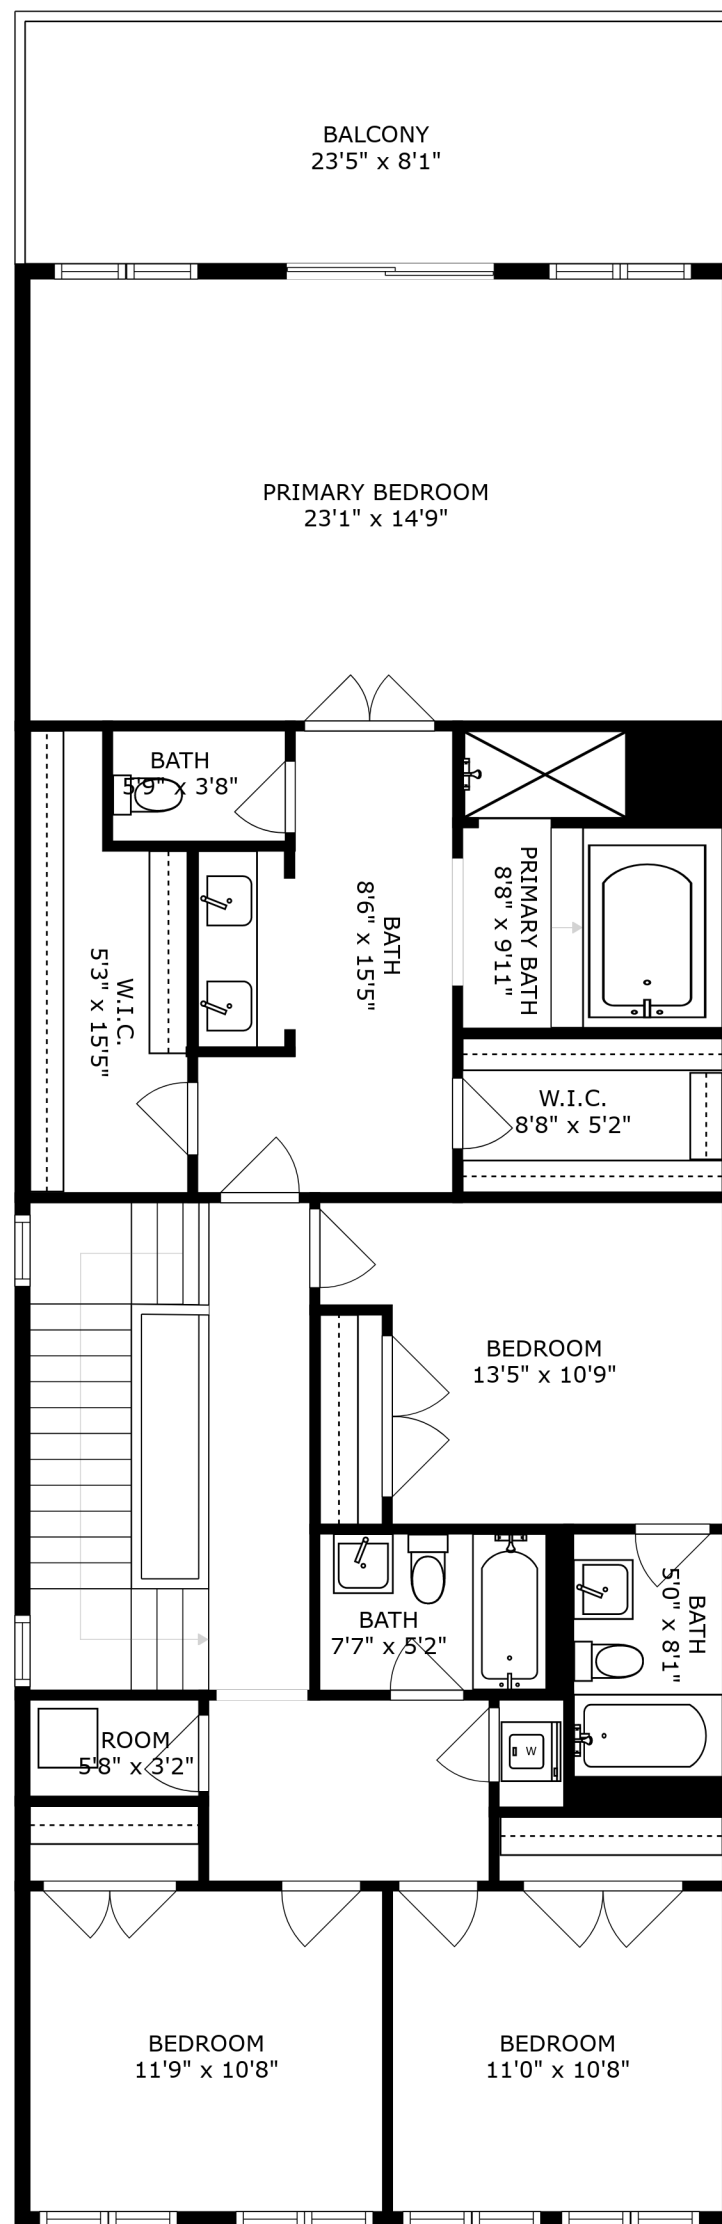 BALCONY
23'5" x 8'1"
PRIMARY BEDROOM
23'1" x 14'9"
BATH
5'9" x 3'8"
BATH
8'6" x 15'5"
PRIMARY BATH
8'8" x 9'11"
W.I.C.
5'3" x 15'5"
W.I.C.
8'8" x 5'2"
BEDROOM
13'5" x 10'9"
BATH
7'7" x 5'2"
BATH
5'0" x 8'1"
ROOM
5'8" x 3'2"
W
BEDROOM
11'9" x 10'8"
BEDROOM
11'0" x 10'8"